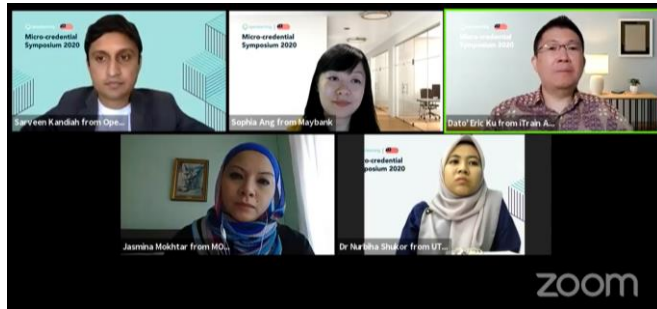 Micro-credential
Symposium 2020
Micro-credential
Symposium 2020
Micro-credential
Symposium 2020
Sarveen Kandiah from Ope...
Sophia Ang from Maybank
Dato' Eric Ku from iTrain A...
o-credential
posium 2020
Jasmina Mokhtar from MO...
Dr Nurbiha Shukor from UT...
zoom